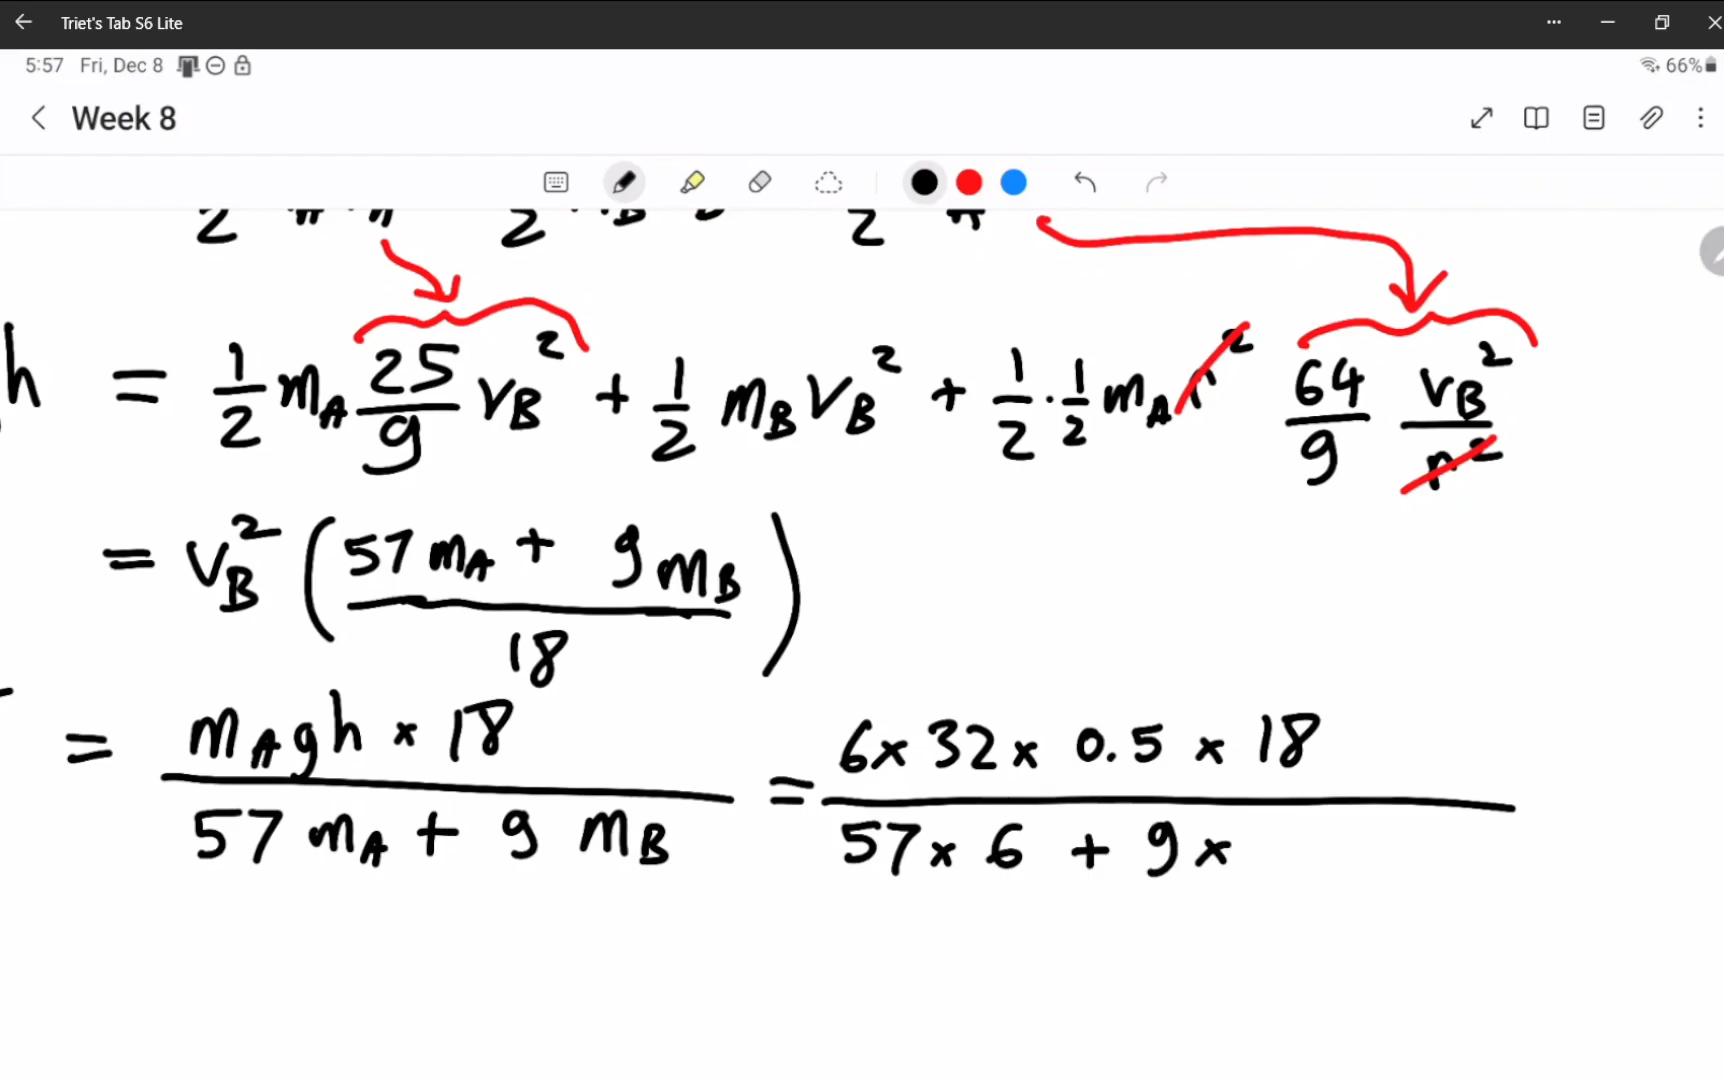 Triet's Tab S6 Lite
5:57 Fri, Dec 8 66%
Week 8
h = 1/2 mA 25/9 vB² + 1/2 mB vB² + 1/2 · 1/2 mA r² 64/9 vB²/r²
= vB² (57 mA + 9 mB / 18)
= mA g h × 18 / 57 mA + 9 mB = 6 × 32 × 0.5 × 18 / 57 × 6 + 9 ×